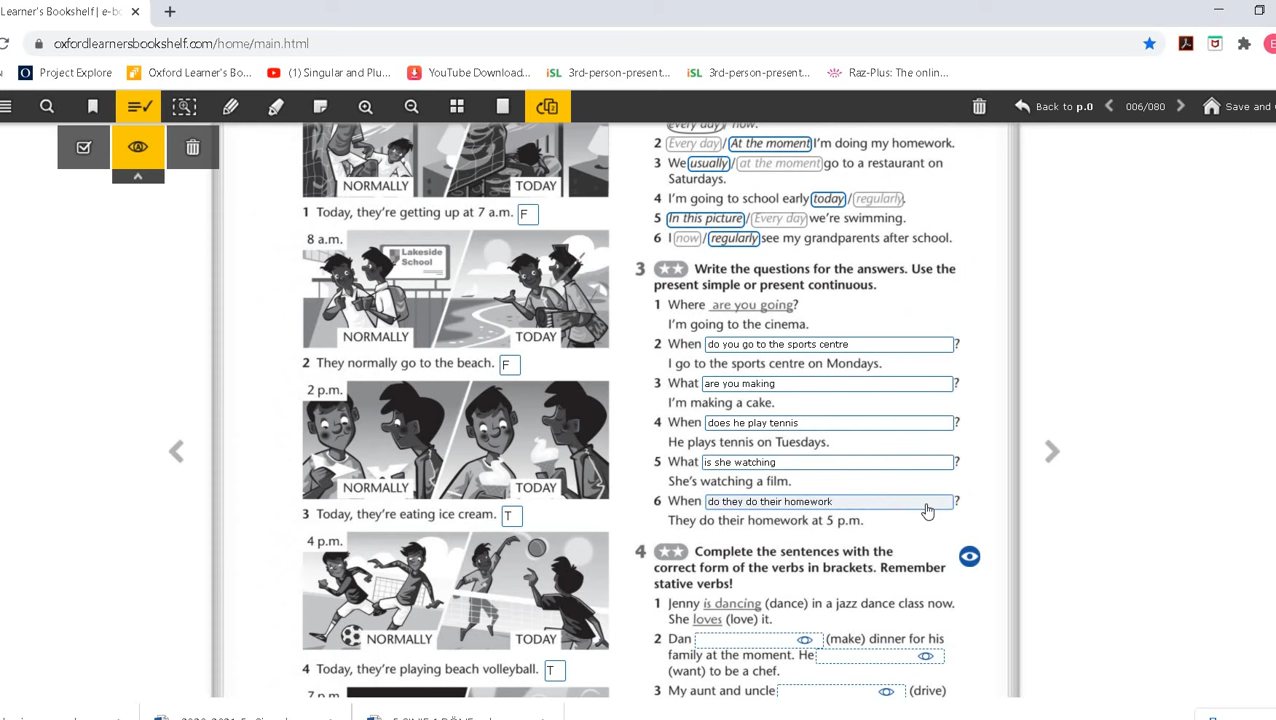 Learner's Bookshelf | e-bo
oxfordlearnersbookshelf.com/home/main.html
Project Explore
Oxford Learner's Bo...
(1) Singular and Plu...
YouTube Download...
iSL 3rd-person-present...
iSL 3rd-person-present...
Raz-Plus: The onlin...
Back to p.0
006/080
Save and
NORMALLY
TODAY
1 Today, they're getting up at 7 a.m. F
8 a.m.
Lakeside
School
NORMALLY
TODAY
2 They normally go to the beach. F
2 p.m.
NORMALLY
TODAY
3 Today, they're eating ice cream. T
4 p.m.
NORMALLY
TODAY
4 Today, they're playing beach volleyball. T
7 p.m.
every day / now.
2 Every day / At the moment I'm doing my homework.
3 We usually / at the moment go to a restaurant on
Saturdays.
4 I'm going to school early today / regularly.
5 In this picture / Every day we're swimming.
6 I now / regularly see my grandparents after school.
3 Write the questions for the answers. Use the
present simple or present continuous.
1 Where are you going?
I'm going to the cinema.
2 When do you go to the sports centre ?
I go to the sports centre on Mondays.
3 What are you making ?
I'm making a cake.
4 When does he play tennis ?
He plays tennis on Tuesdays.
5 What is she watching ?
She's watching a film.
6 When do they do their homework ?
They do their homework at 5 p.m.
4 Complete the sentences with the
correct form of the verbs in brackets. Remember
stative verbs!
1 Jenny is dancing (dance) in a jazz dance class now.
She loves (love) it.
2 Dan (make) dinner for his
family at the moment. He
(want) to be a chef.
3 My aunt and uncle (drive)